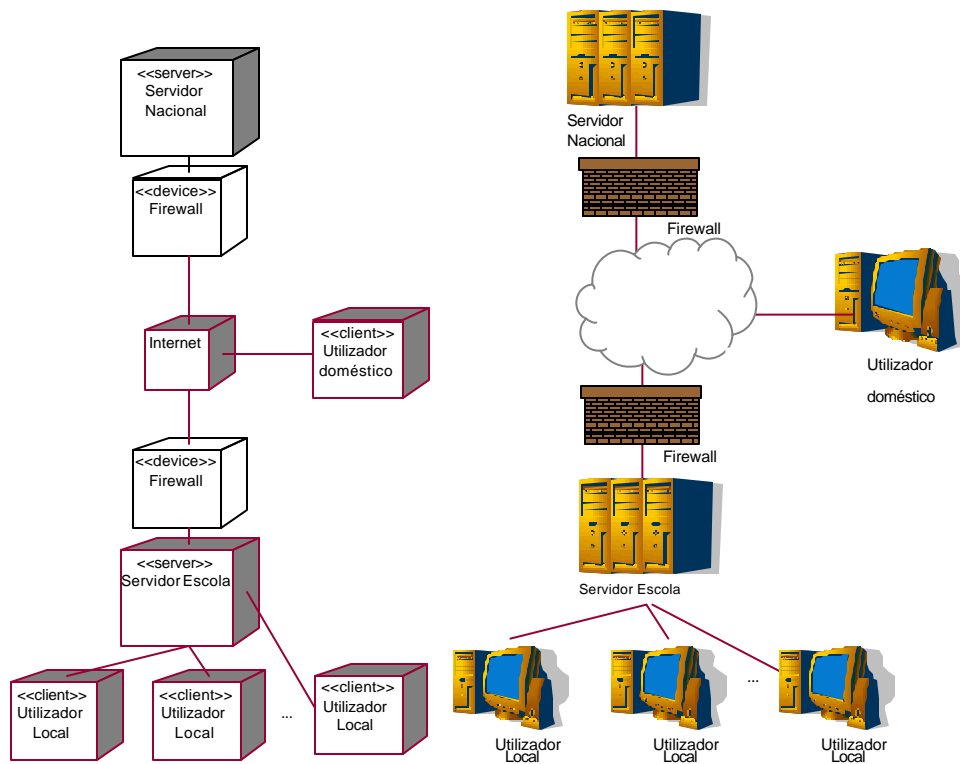 <<server>>
Servidor
Nacional
<<device>>
Firewall
Internet
<<client>>
Utilizador
doméstico
<<device>>
Firewall
<<server>>
Servidor Escola
<<client>>
Utilizador
Local
<<client>>
Utilizador
Local
...
<<client>>
Utilizador
Local
Servidor
Nacional
Firewall
Utilizador
doméstico
Firewall
Servidor Escola
...
Utilizador
Local
Utilizador
Local
Utilizador
Local